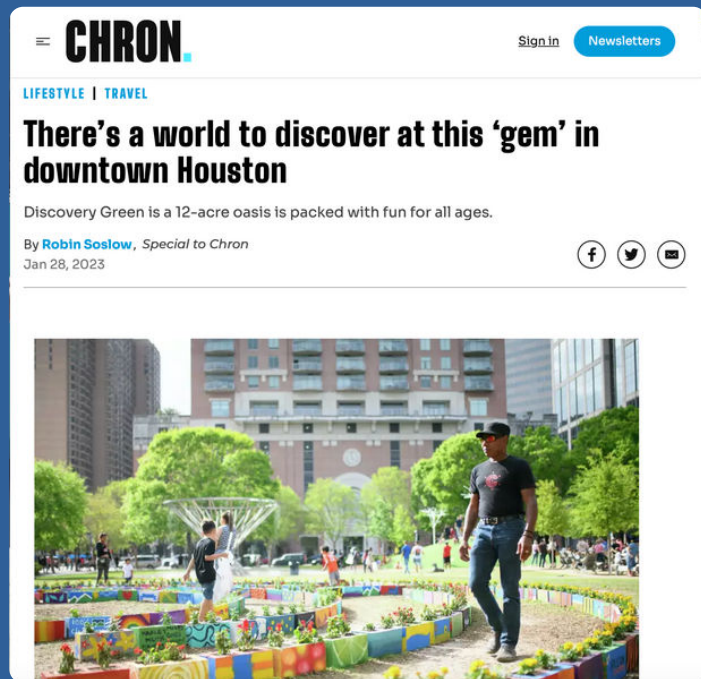 CHRON.
Sign in
Newsletters
LIFESTYLE | TRAVEL
There’s a world to discover at this ‘gem’ in
downtown Houston
Discovery Green is a 12-acre oasis is packed with fun for all ages.
By Robin Soslow, Special to Chron
Jan 28, 2023